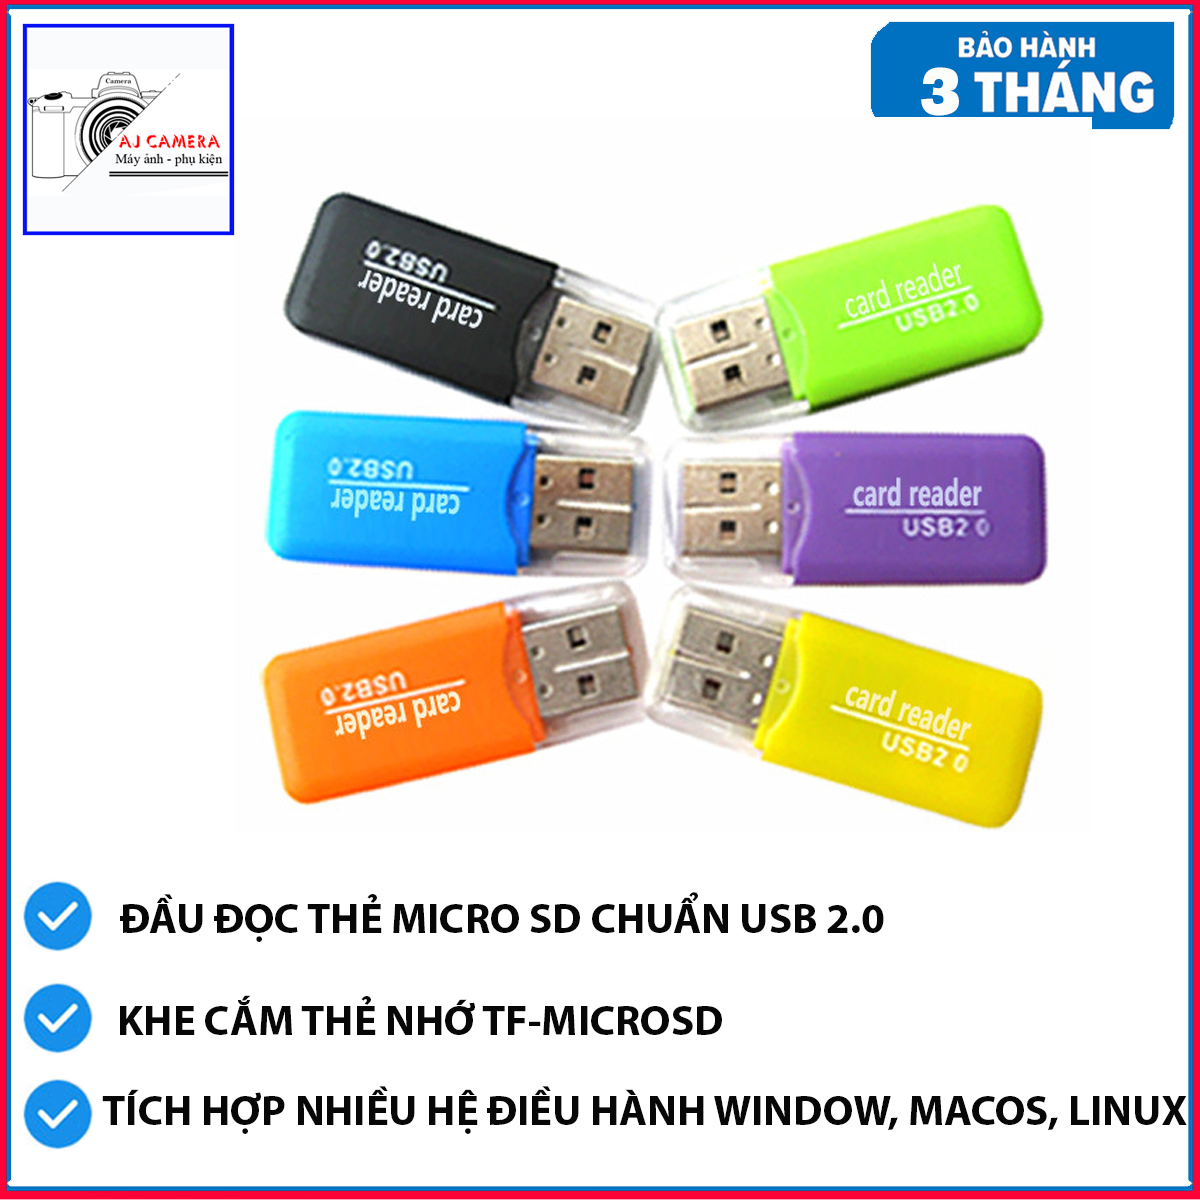 Camera
AJ CAMERA
Máy ảnh - phụ kiện
BẢO HÀNH
3 THÁNG
USB2.0
card reader
card reader
USB2.0
USB2.0
card reader
card reader
USB2 0
USB2.0
card reader
card reader
USB2 0
ĐẦU ĐỌC THẺ MICRO SD CHUẨN USB 2.0
KHE CẮM THẺ NHỚ TF-MICROSD
TÍCH HỢP NHIỀU HỆ ĐIỀU HÀNH WINDOW, MACOS, LINUX